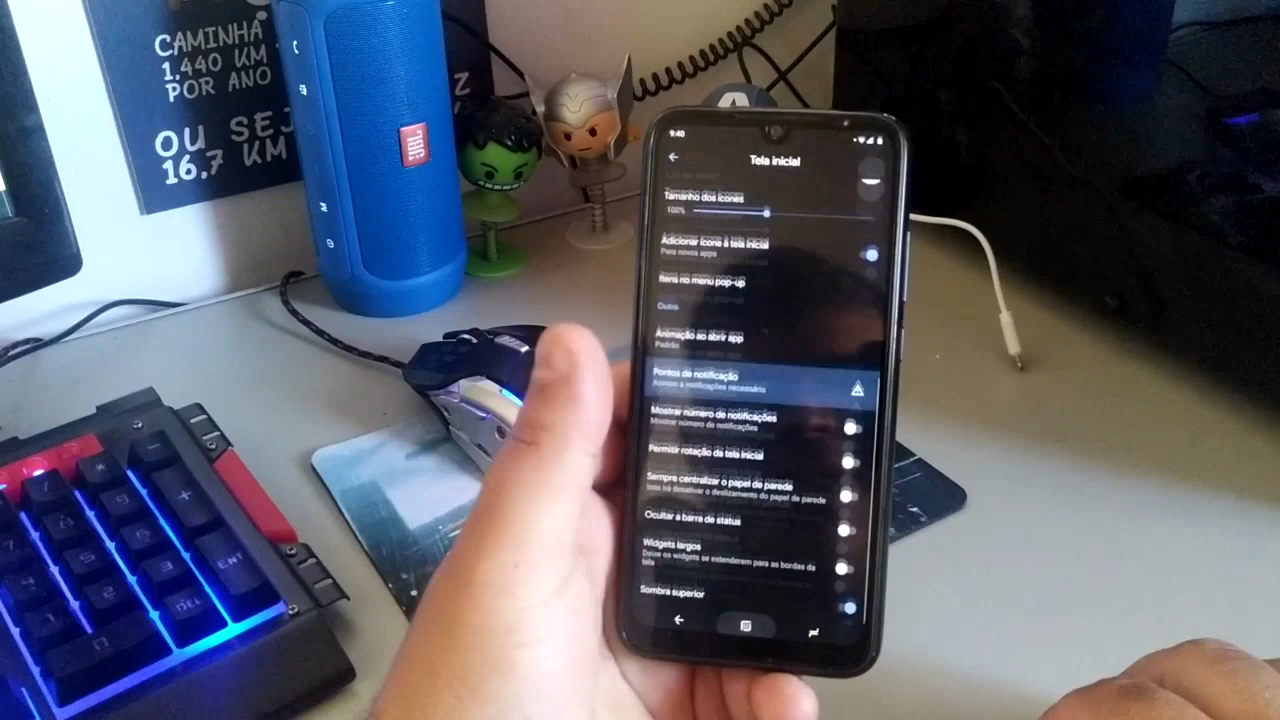 CAMINHA
1.440 KM
POR ANO
OU SEJ
16,7 KM
Z
JBL
M
9:40
Tela inicial
Tamanho dos ícones
100%
Adicionar ícone à tela inicial
Para novos apps
Itens no menu pop-up
Outro
Animação ao abrir app
Padrão
Pontos de notificação
Acesso a notificações necessário
Mostrar número de notificações
Mostrar número de notificações
Permitir rotação da tela inicial
Sempre centralizar o papel de parede
Isso irá desativar o deslizamento do papel de parede
Ocultar a barra de status
Widgets largos
Deixe os widgets se estenderem para as bordas da
tela
Sombra superior
ENT
DEL